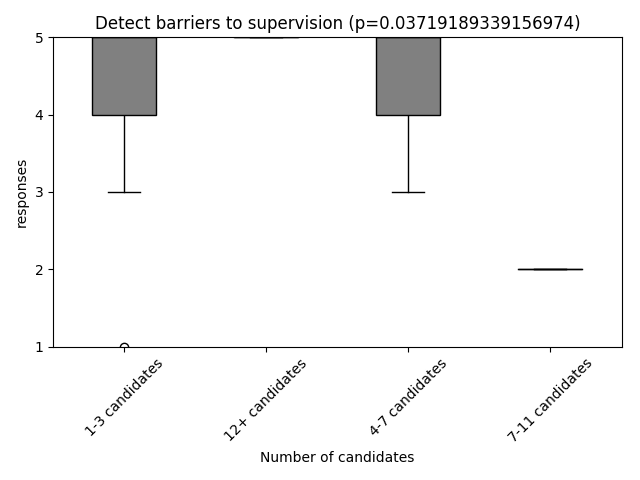 Detect barriers to supervision (p=0.03719189339156974)
responses
5
4
3
2
1
1-3 candidates
12+ candidates
4-7 candidates
7-11 candidates
Number of candidates